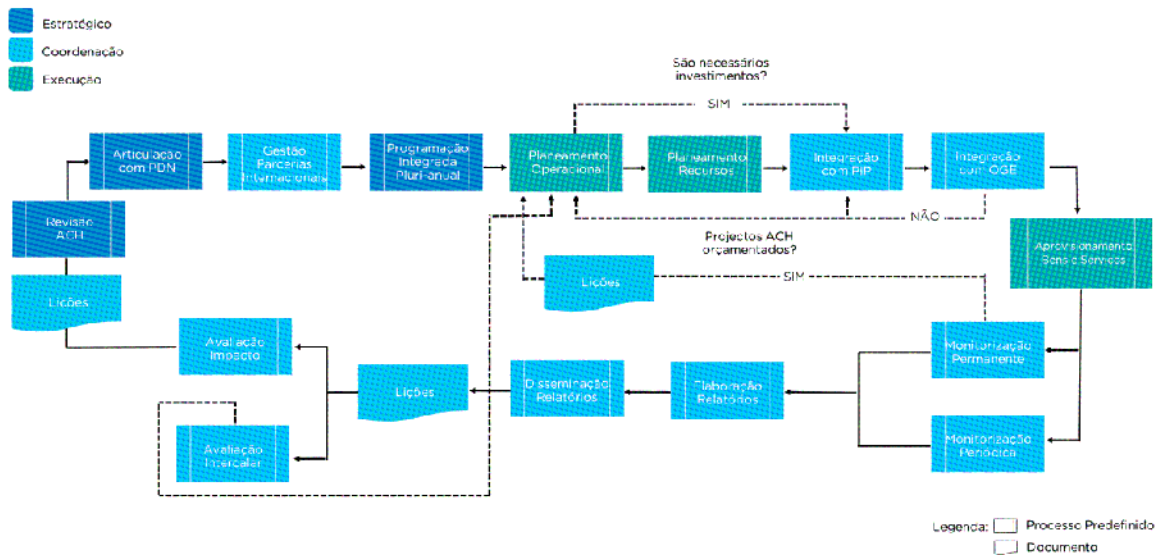 Estratégico
Coordenação
Execução
São necessários
investimentos?
SIM
Articulação
com PDN
Gestão
Parcerias
Internacionais
Programação
Integrada
Pluri-anual
Planeamento
Operacional
Planeamento
Recursos
Integração
com PIP
Integração
com OGE
Revisão
ACH
NÃO
Projectos ACH
orçamentados?
Aprovisionamento
Bens e Serviços
Lições
Lições
SIM
Avaliação
Impacto
Lições
Disseminação
Relatórios
Elaboração
Relatórios
Monitorização
Permanente
Avaliação
Intercalar
Monitorização
Periódica
Legenda:
Processo Predefinido
Documento